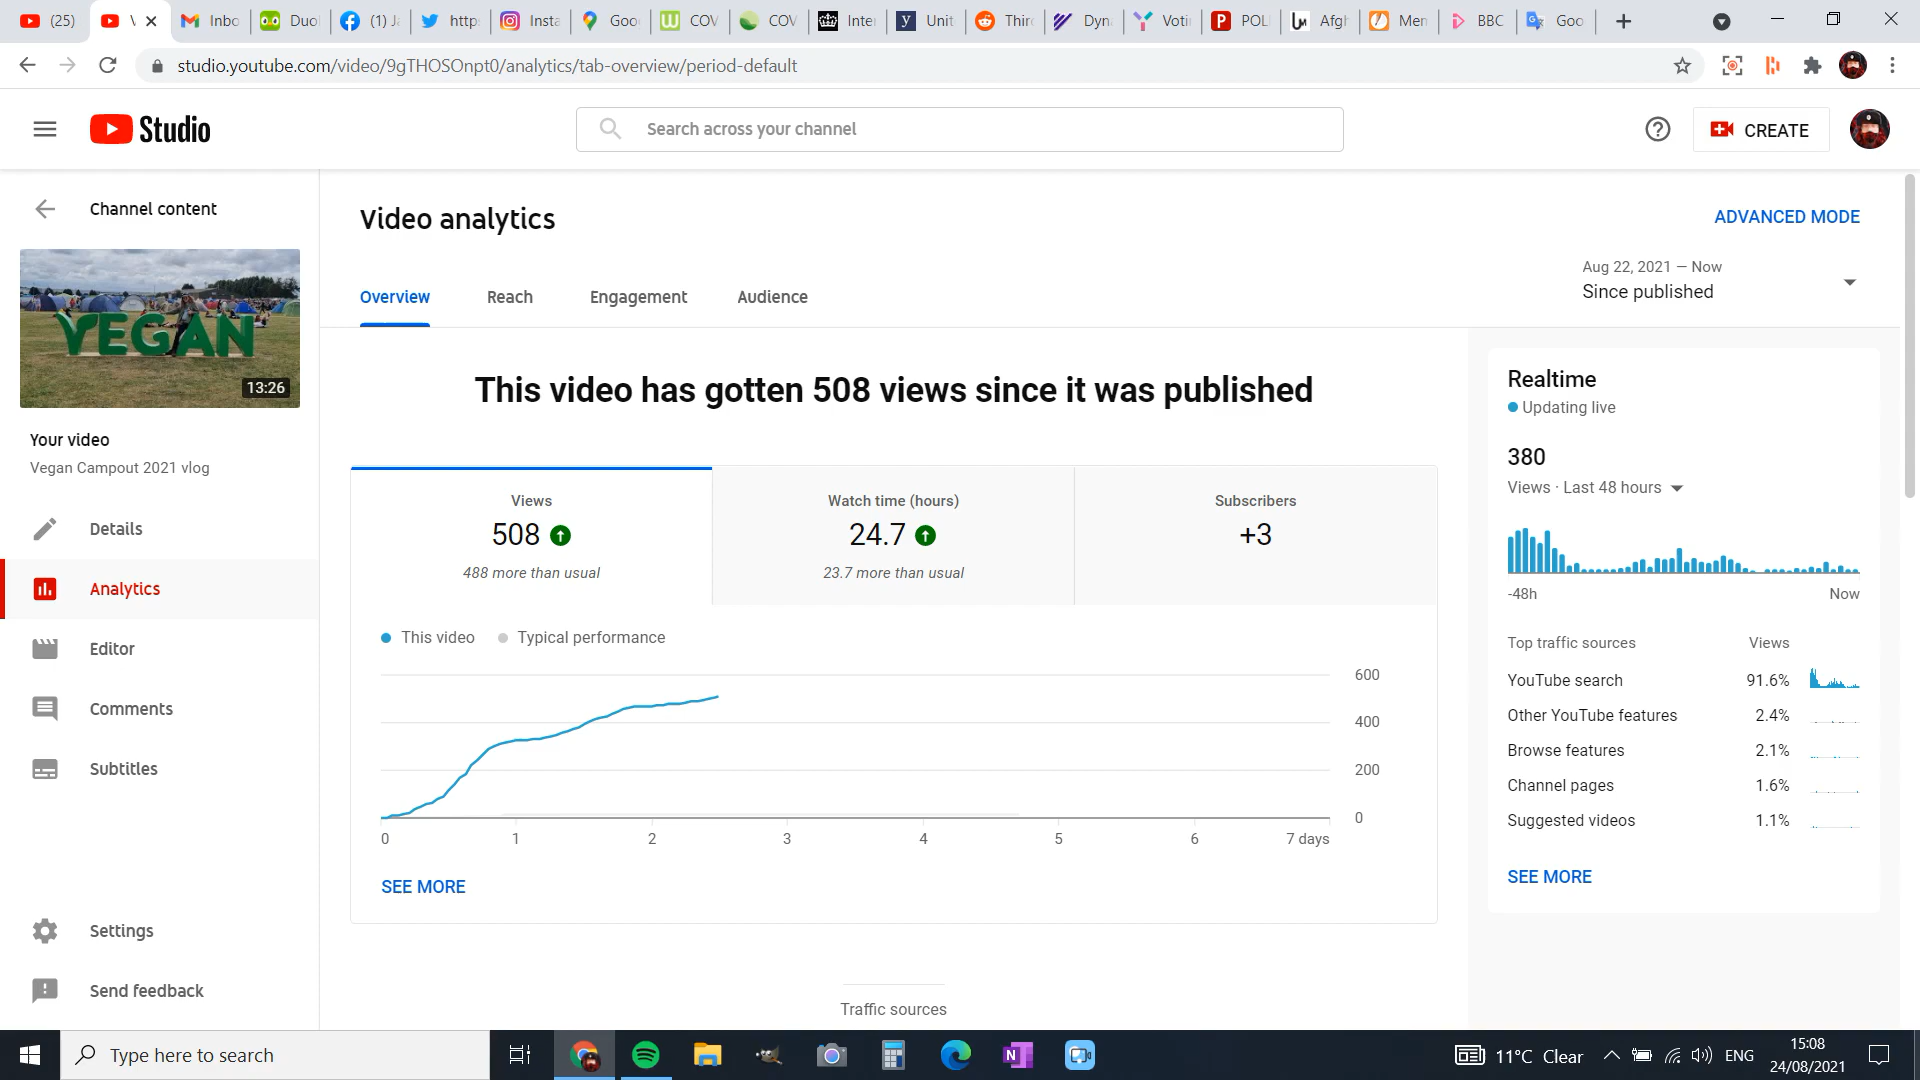 (25)
\
Inbo
Duol
(1) Ja
https
Insta
Goo
COV
COV
Inter
Unit
Thir
Dyna
Voti
POLI
Afgh
Men
BBC
Goo
studio.youtube.com/video/9gTHOSOnpt0/analytics/tab-overview/period-default
Studio
Search across your channel
CREATE
Channel content
VEGAN
13:26
Your video
Vegan Campout 2021 vlog
Details
Analytics
Editor
Comments
Subtitles
Settings
Send feedback
Video analytics
ADVANCED MODE
Aug 22, 2021 – Now
Since published
Overview
Reach
Engagement
Audience
This video has gotten 508 views since it was published
Views
508
488 more than usual
Watch time (hours)
24.7
23.7 more than usual
Subscribers
+3
This video
Typical performance
600
400
200
0
0 1 2 3 4 5 6 7 days
SEE MORE
Traffic sources
Realtime
Updating live
380
Views · Last 48 hours
-48h Now
Top traffic sources Views
YouTube search 91.6%
Other YouTube features 2.4%
Browse features 2.1%
Channel pages 1.6%
Suggested videos 1.1%
SEE MORE
Type here to search
11°C Clear
ENG
15:08
24/08/2021